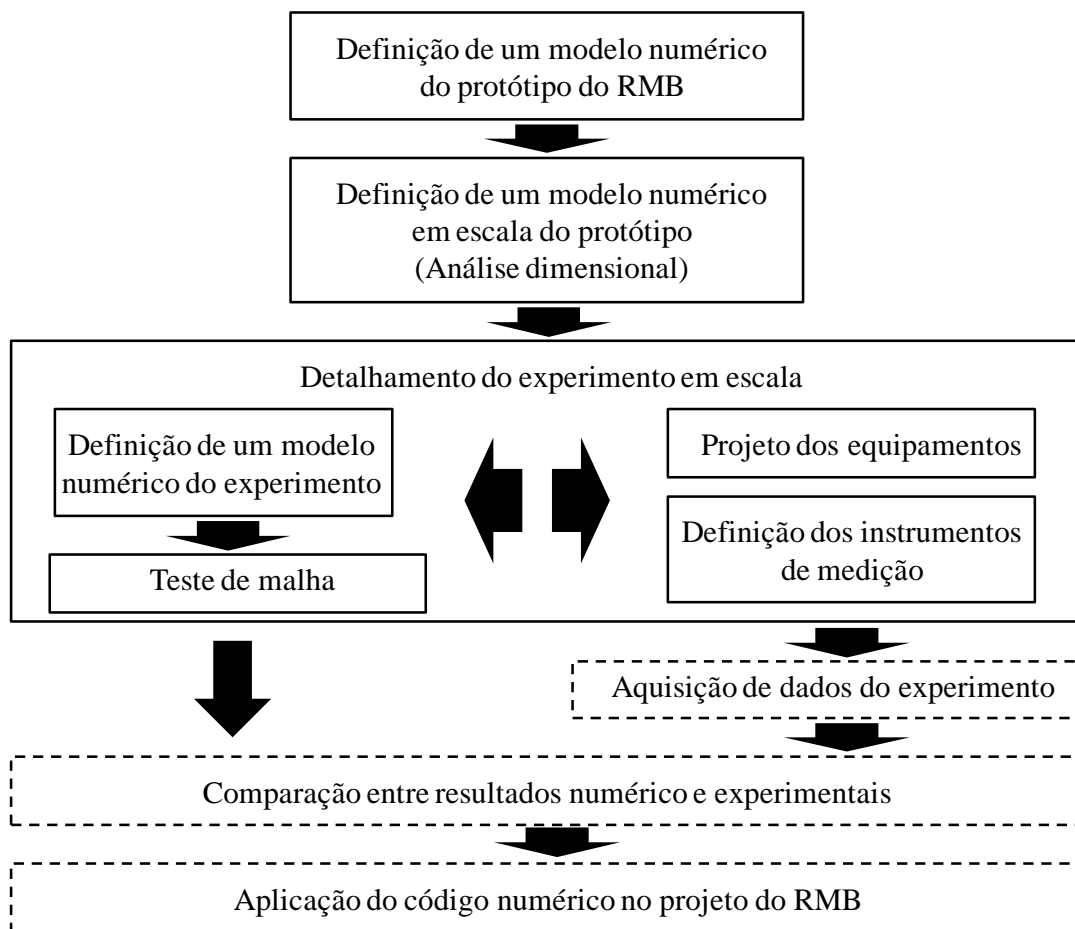 Definição de um modelo numérico
do protótipo do RMB
Definição de um modelo numérico
em escala do protótipo
(Análise dimensional)
Detalhamento do experimento em escala
Definição de um modelo
numérico do experimento
Teste de malha
Projeto dos equipamentos
Definição dos instrumentos
de medição
Aquisição de dados do experimento
Comparação entre resultados numérico e experimentais
Aplicação do código numérico no projeto do RMB